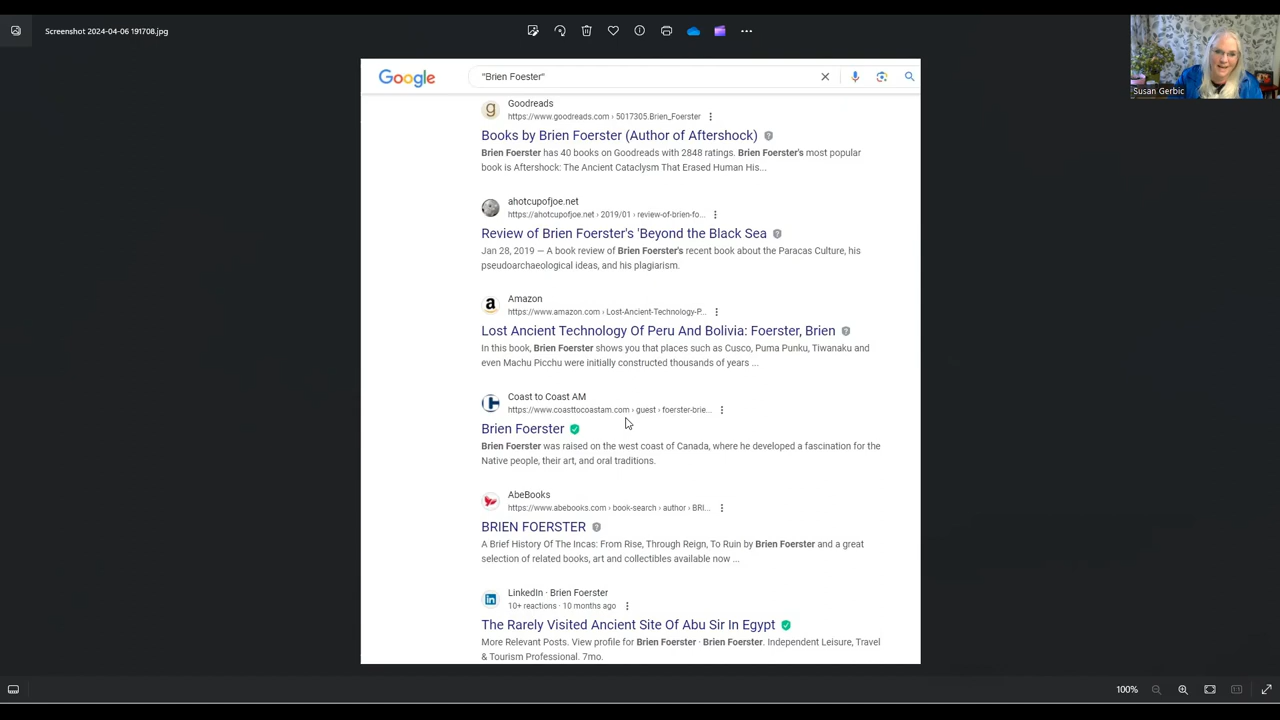 Screenshot 2024-04-06 191708.jpg
Susan Gerbic
Google
"Brien Foester"
Goodreads
https://www.goodreads.com › 5017305.Brien_Foerster
Books by Brien Foerster (Author of Aftershock)
Brien Foerster has 40 books on Goodreads with 2848 ratings. Brien Foerster's most popular
book is Aftershock: The Ancient Cataclysm That Erased Human His...
ahotcupofjoe.net
https://ahotcupofjoe.net › 2019/01 › review-of-brien-fo...
Review of Brien Foerster's 'Beyond the Black Sea
Jan 28, 2019 — A book review of Brien Foerster's recent book about the Paracas Culture, his
pseudoarchaeological ideas, and his plagiarism.
Amazon
https://www.amazon.com › Lost-Ancient-Technology-P...
Lost Ancient Technology Of Peru And Bolivia: Foerster, Brien
In this book, Brien Foerster shows you that places such as Cusco, Puma Punku, Tiwanaku and
even Machu Picchu were initially constructed thousands of years ...
Coast to Coast AM
https://www.coasttocoastam.com › guest › foerster-brie...
Brien Foerster
Brien Foerster was raised on the west coast of Canada, where he developed a fascination for the
Native people, their art, and oral traditions.
AbeBooks
https://www.abebooks.com › book-search › author › BRI...
BRIEN FOERSTER
A Brief History Of The Incas: From Rise, Through Reign, To Ruin by Brien Foerster and a great
selection of related books, art and collectibles available now ...
LinkedIn · Brien Foerster
10+ reactions · 10 months ago
The Rarely Visited Ancient Site Of Abu Sir In Egypt
More Relevant Posts. View profile for Brien Foerster · Brien Foerster. Independent Leisure, Travel
& Tourism Professional. 7mo.
100%